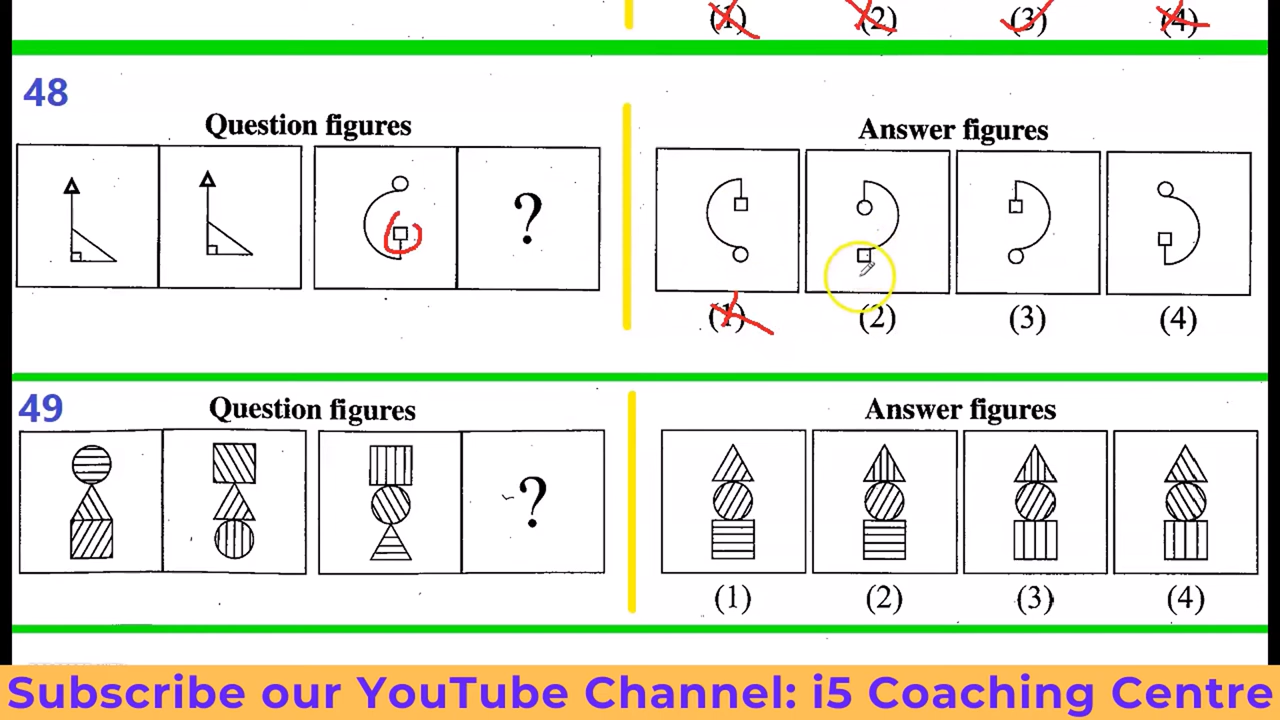 (1) (2) (3) (4)
48
Question figures
Answer figures
?
(1) (2) (3) (4)
49
Question figures
Answer figures
?
(1) (2) (3) (4)
Subscribe our YouTube Channel: i5 Coaching Centre